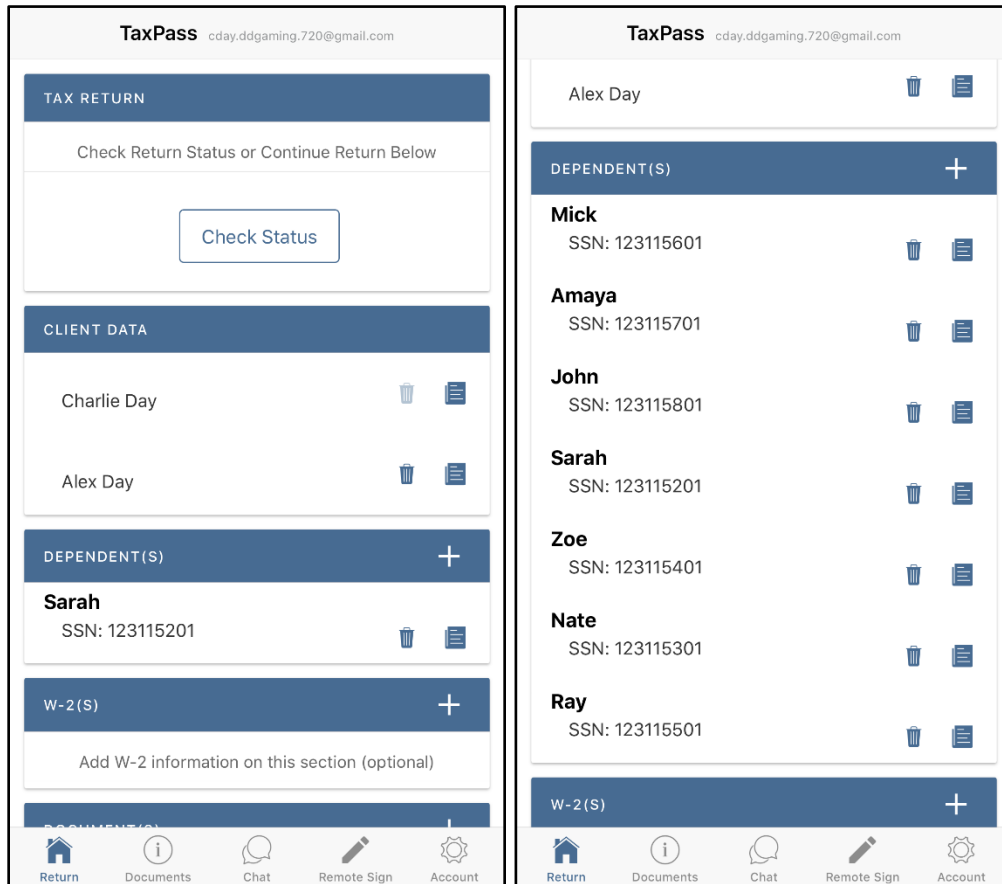 TaxPass cday.ddgaming.720@gmail.com
TAX RETURN
Check Return Status or Continue Return Below
Check Status
CLIENT DATA
Charlie Day
Alex Day
DEPENDENT(S)
Sarah
SSN: 123115201
W-2(S)
Add W-2 information on this section (optional)
DOCUMENT(S)
Return Documents Chat Remote Sign Account
TaxPass cday.ddgaming.720@gmail.com
Alex Day
DEPENDENT(S)
Mick
SSN: 123115601
Amaya
SSN: 123115701
John
SSN: 123115801
Sarah
SSN: 123115201
Zoe
SSN: 123115401
Nate
SSN: 123115301
Ray
SSN: 123115501
W-2(S)
Return Documents Chat Remote Sign Account